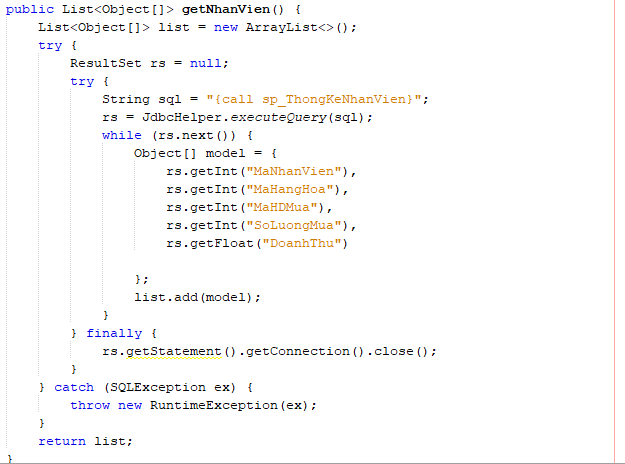 public List<Object[]> getNhanVien() {
    List<Object[]> list = new ArrayList<>();
    try {
        ResultSet rs = null;
        try {
            String sql = "{call sp_ThongKeNhanVien}";
            rs = JdbcHelper.executeQuery(sql);
            while (rs.next()) {
                Object[] model = {
                    rs.getInt("MaNhanVien"),
                    rs.getInt("MaHangHoa"),
                    rs.getInt("MaHDMua"),
                    rs.getInt("SoLuongMua"),
                    rs.getFloat("DoanhThu")
                };
                list.add(model);
            }
        } finally {
            rs.getStatement().getConnection().close();
        }
    } catch (SQLException ex) {
        throw new RuntimeException(ex);
    }
    return list;
}